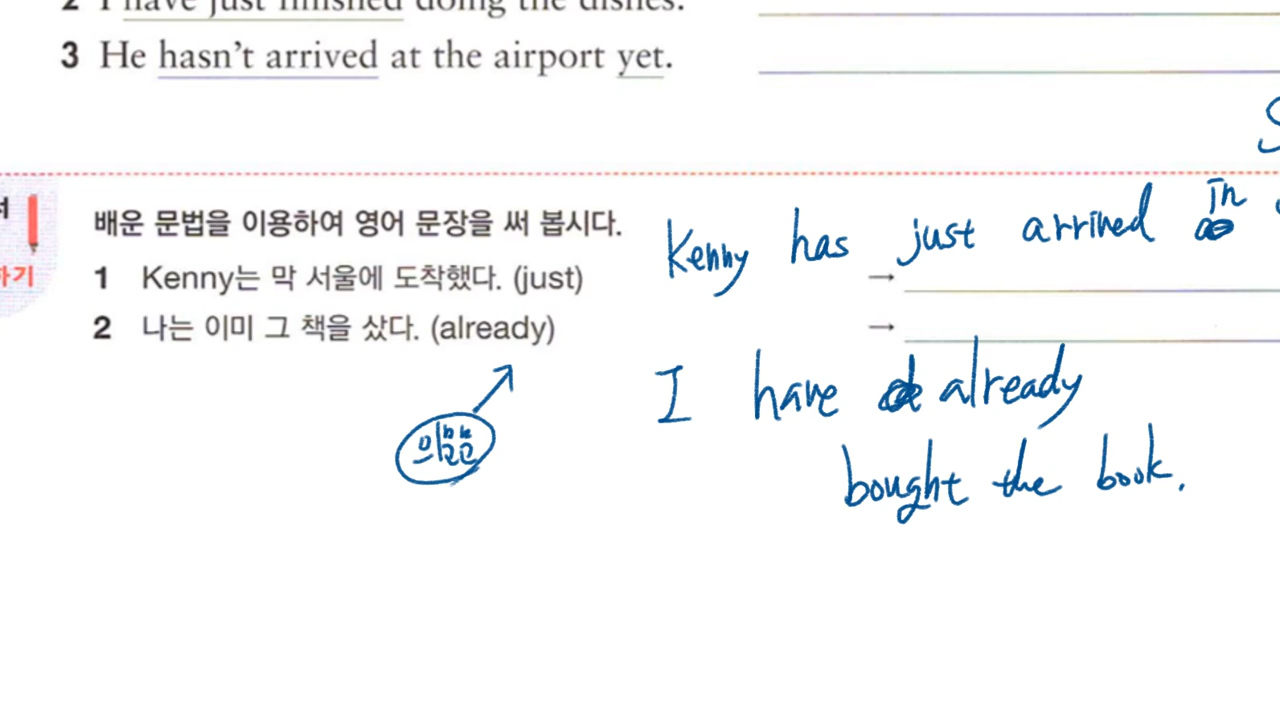 2 I have just finished doing the dishes.
3 He hasn't arrived at the airport yet.
배운 문법을 이용하여 영어 문장을 써 봅시다.
하기
1 Kenny는 막 서울에 도착했다. (just)
→
Kenny has just arrived in
2 나는 이미 그 책을 샀다. (already)
→
I have already
bought the book.